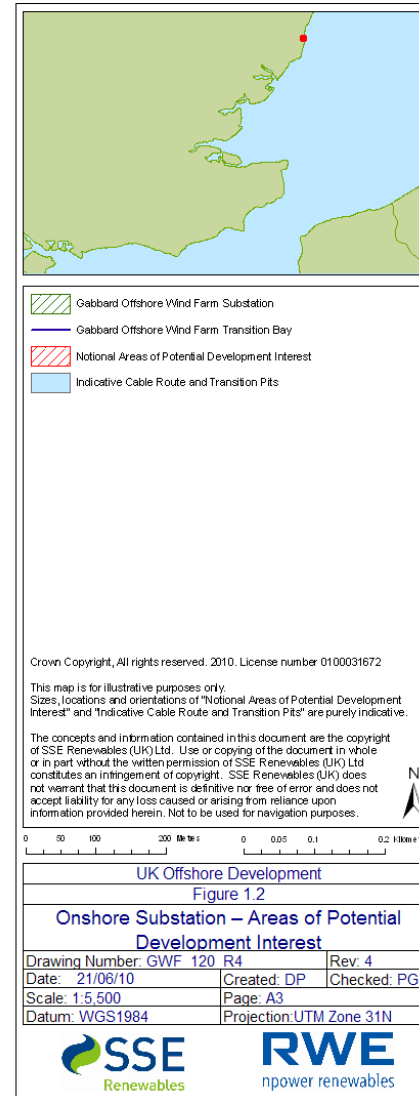 Gabbard Offshore Wind Farm Substation
Gabbard Offshore Wind Farm Transition Bay
Notional Areas of Potential Development Interest
Indicative Cable Route and Transition Pits
Crown Copyright, All rights reserved. 2010. License number 0100031672
This map is for illustrative purposes only.
Sizes, locations and orientations of "Notional Areas of Potential Development
Interest" and "Indicative Cable Route and Transition Pits" are purely indicative.
The concepts and information contained in this document are the copyright
of SSE Renewables (UK) Ltd. Use or copying of the document in whole
or in part without the written permission of SSE Renewables (UK) Ltd
constitutes an infringement of copyright. SSE Renewables (UK) does
not warrant that this document is definitive nor free of error and does not
accept liability for any loss caused or arising from reliance upon
information provided herein. Not to be used for navigation purposes.
N
0 50 100 200 Metres 0 0.05 0.1 0.2
UK Offshore Development
Figure 1.2
Onshore Substation – Areas of Potential
Development Interest
Drawing Number: GWF_120_R4 Rev: 4
Date: 21/06/10 Created: DP Checked: PG
Scale: 1:5,500 Page: A3
Datum: WGS1984 Projection:UTM Zone 31N
SSE RWE
Renewables npower renewables